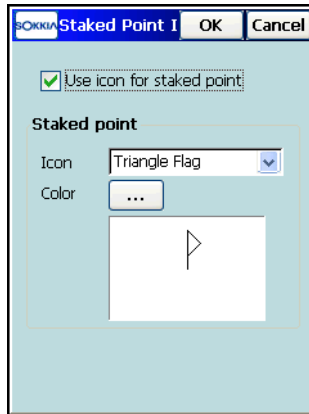 SOKKIA Staked Point I OK Cancel
Use icon for staked point
Staked point
Icon Triangle Flag
Color ...